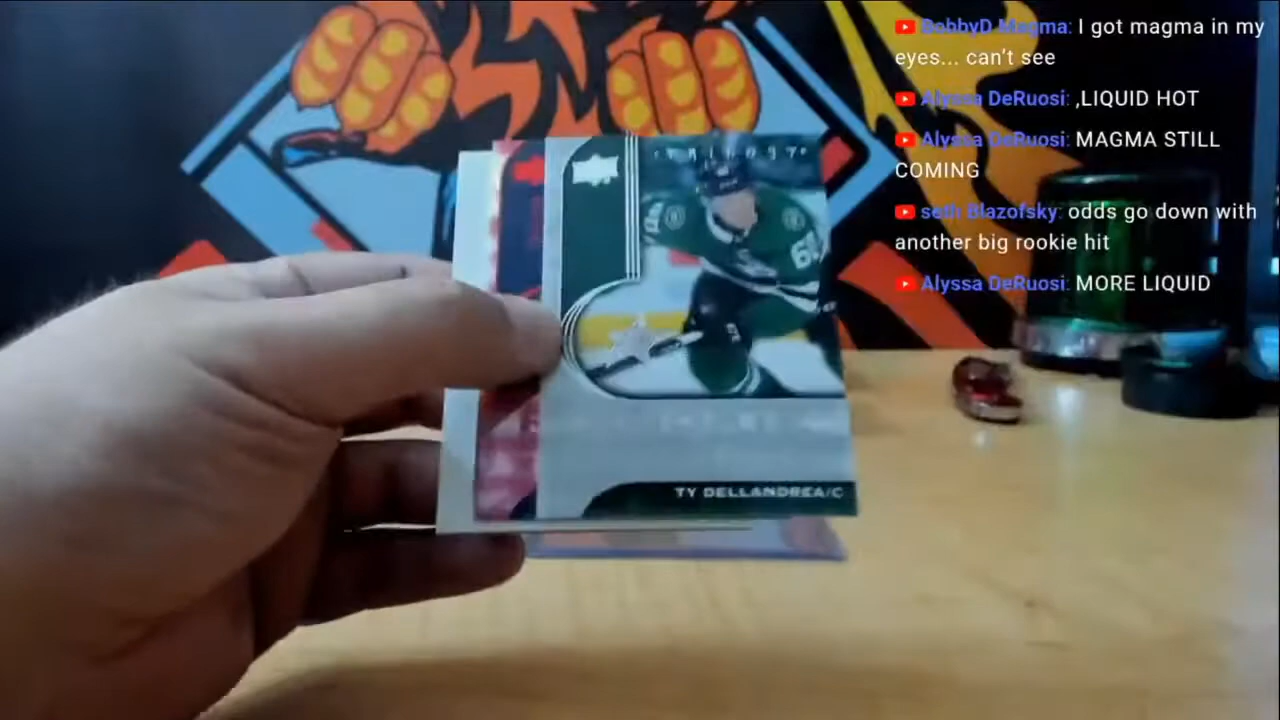 BobbyD Magma: I got magma in my
eyes... can't see
Alyssa DeRuosi: ,LIQUID HOT
Alyssa DeRuosi: MAGMA STILL
COMING
seth Blazofsky: odds go down with
another big rookie hit
Alyssa DeRuosi: MORE LIQUID
TY DELLANDREA/C